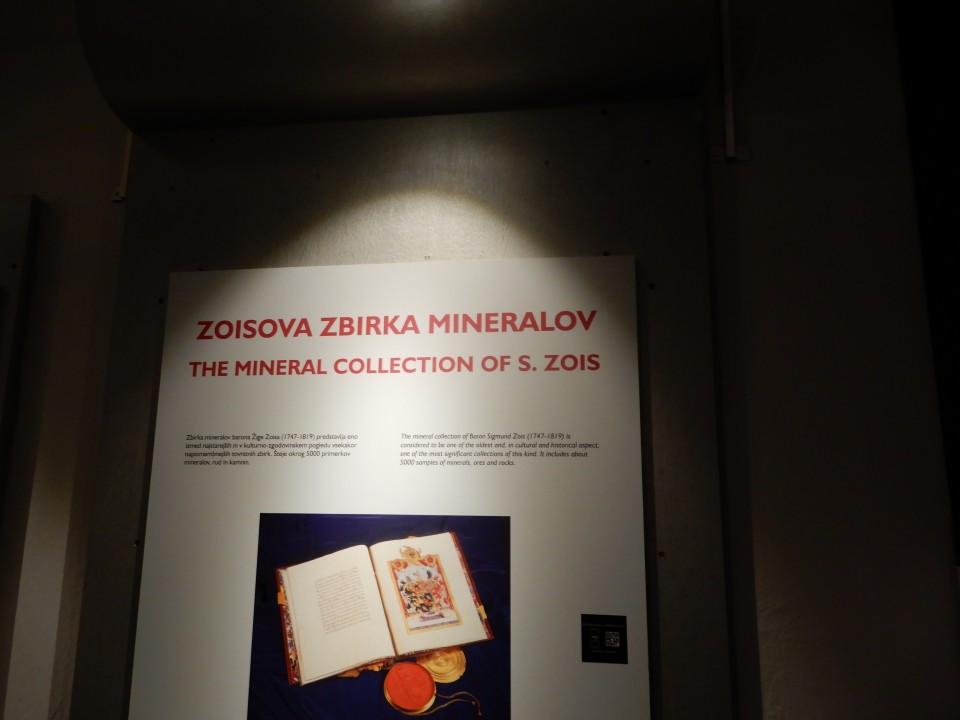 ZOISOVA ZBIRKA MINERALOV
THE MINERAL COLLECTION OF S. ZOIS
Zbirka mineralov barona Žige Zoisa (1747-1819) predstavlja eno
izmed najstarejših in v kulturno-zgodovinskem pogledu vsekakor
najpomembnejših tovrstnih zbirk. Šteje okrog 5000 primerkov
mineralov, rud in kamnin.
The mineral collection of Baron Sigmund Zois (1747–1819) is
considered to be one of the oldest and, in cultural and historical aspect,
one of the most significant collections of this kind. It includes about
5000 samples of minerals, ores and rocks.